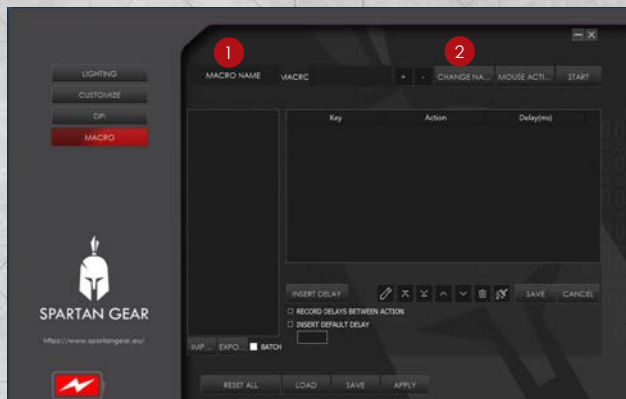 1
2
LIGHTING
CUSTOMIZE
DPI
MACRO
MACRO NAME MACRO + - CHANGE NA... MOUSE ACTI... START
Key Action Delay(ms)
INSERT DELAY SAVE CANCEL
RECORD DELAYS BETWEEN ACTION
INSERT DEFAULT DELAY
IMP... EXPO... BATCH
SPARTAN GEAR
https://www.spartangear.eu/
RESET ALL LOAD SAVE APPLY